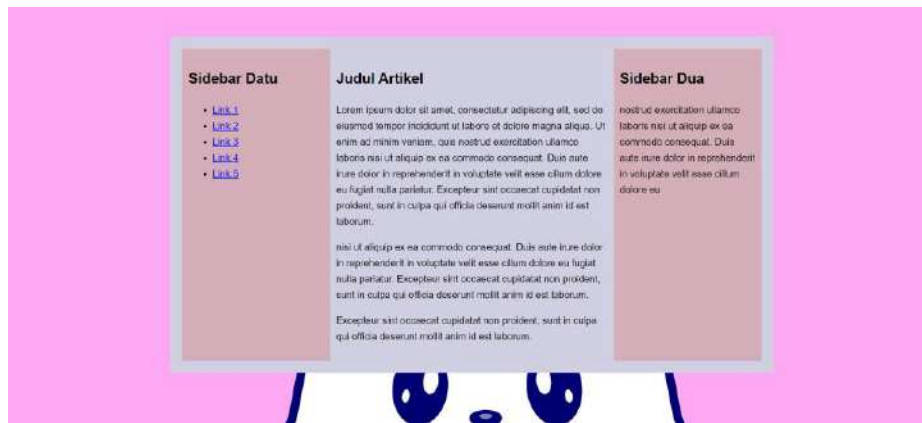 Sidebar Datu
Link 1
Link 2
Link 3
Link 4
Link 5
Judul Artikel
Lorem ipsum dolor sit amet, consectetur adipiscing elit, sed do
eiusmod tempor incididunt ut labore et dolore magna aliqua. Ut
enim ad minim veniam, quis nostrud exercitation ullamco
laboris nisi ut aliquip ex ea commodo consequat. Duis aute
irure dolor in reprehenderit in voluptate velit esse cillum dolore
eu fugiat nulla pariatur. Excepteur sint occaecat cupidatat non
proident, sunt in culpa qui officia deserunt mollit anim id est
laborum.
nisi ut aliquip ex ea commodo consequat. Duis aute irure dolor
in reprehenderit in voluptate velit esse cillum dolore eu fugiat
nulla pariatur. Excepteur sint occaecat cupidatat non proident,
sunt in culpa qui officia deserunt mollit anim id est laborum.
Excepteur sint occaecat cupidatat non proident, sunt in culpa
qui officia deserunt mollit anim id est laborum.
Sidebar Dua
nostrud exercitation ullamco
laboris nisi ut aliquip ex ea
commodo consequat. Duis
aute irure dolor in reprehenderit
in voluptate velit esse cillum
dolore eu